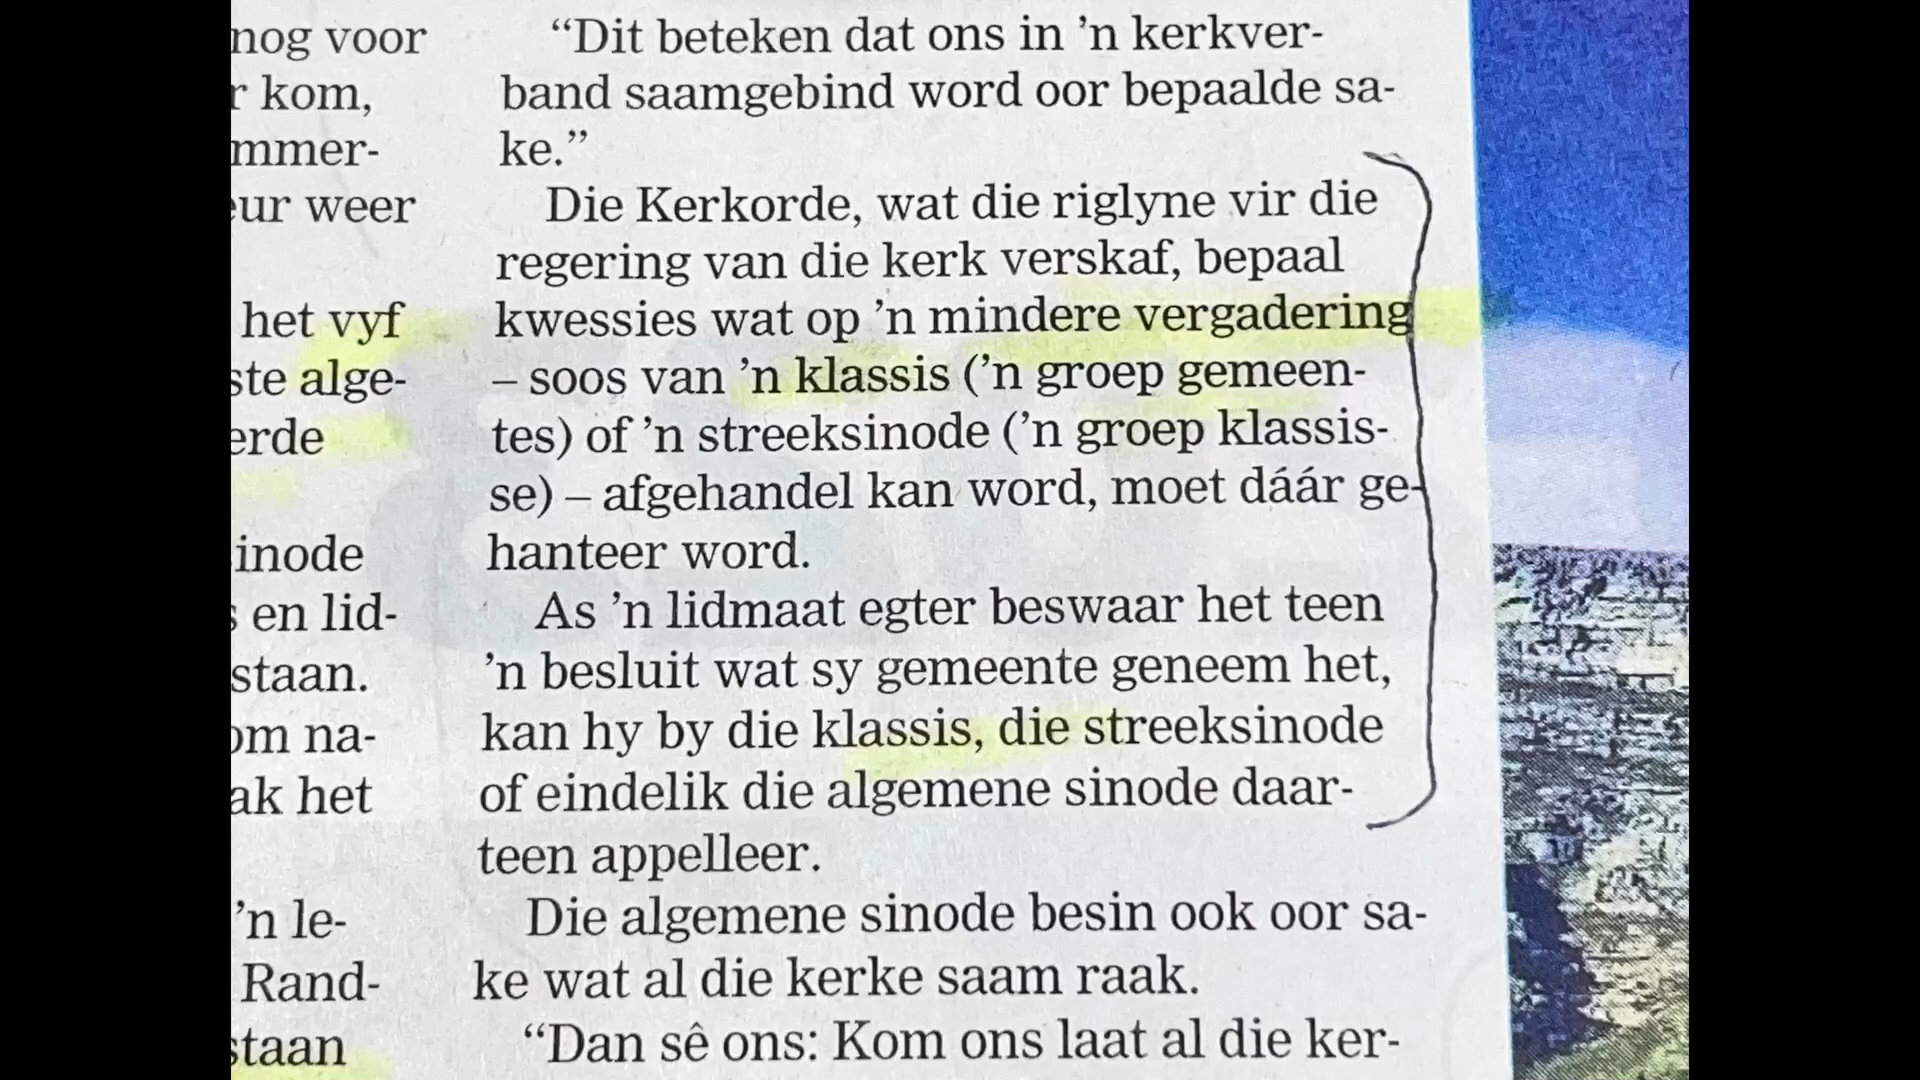 nog voor
kom,
mmer-
eur weer
het vyf
ste alge-
erde
inode
en lid-
staan.
om na-
ak het
’n le-
Rand-
staan
“Dit beteken dat ons in ’n kerkver-
band saamgebind word oor bepaalde sa-
ke.”
Die Kerkorde, wat die riglyne vir die
regering van die kerk verskaf, bepaal
kwessies wat op ’n mindere vergadering
– soos van ’n klassis (’n groep gemeen-
tes) of ’n streeksinode (’n groep klassis-
se) – afgehandel kan word, moet dáár ge-
hanteer word.
As ’n lidmaat egter beswaar het teen
’n besluit wat sy gemeente geneem het,
kan hy by die klassis, die streeksinode
of eindelik die algemene sinode daar-
teen appelleer.
Die algemene sinode besin ook oor sa-
ke wat al die kerke saam raak.
“Dan sê ons: Kom ons laat al die ker-